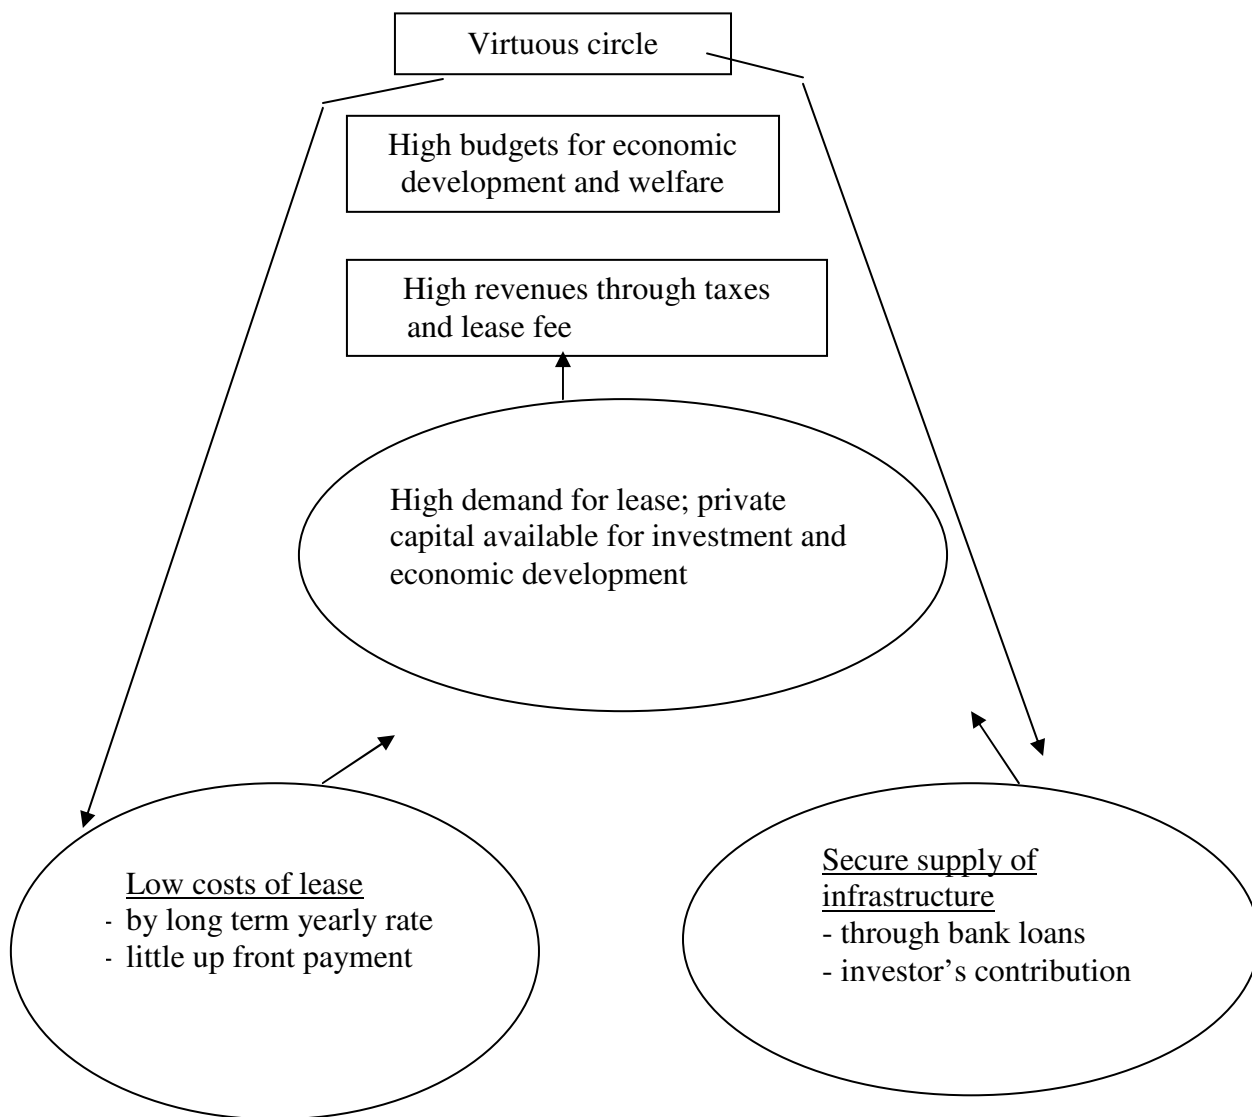 Virtuous circle
High budgets for economic
development and welfare
High revenues through taxes
and lease fee
High demand for lease; private
capital available for investment and
economic development
Low costs of lease
- by long term yearly rate
- little up front payment
Secure supply of
infrastructure
- through bank loans
- investor’s contribution